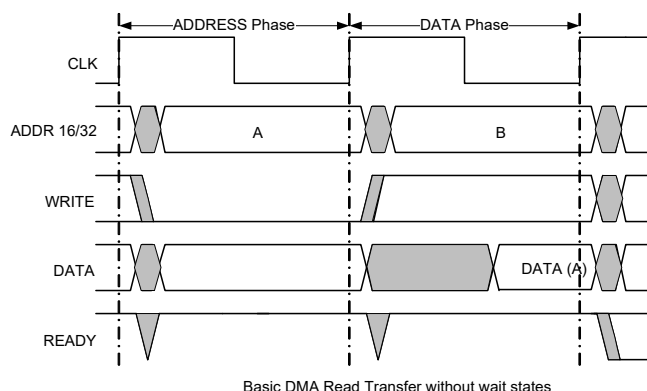 ADDRESS Phase DATA Phase
CLK
ADDR 16/32 A B
WRITE
DATA DATA (A)
READY
Basic DMA Read Transfer without wait states